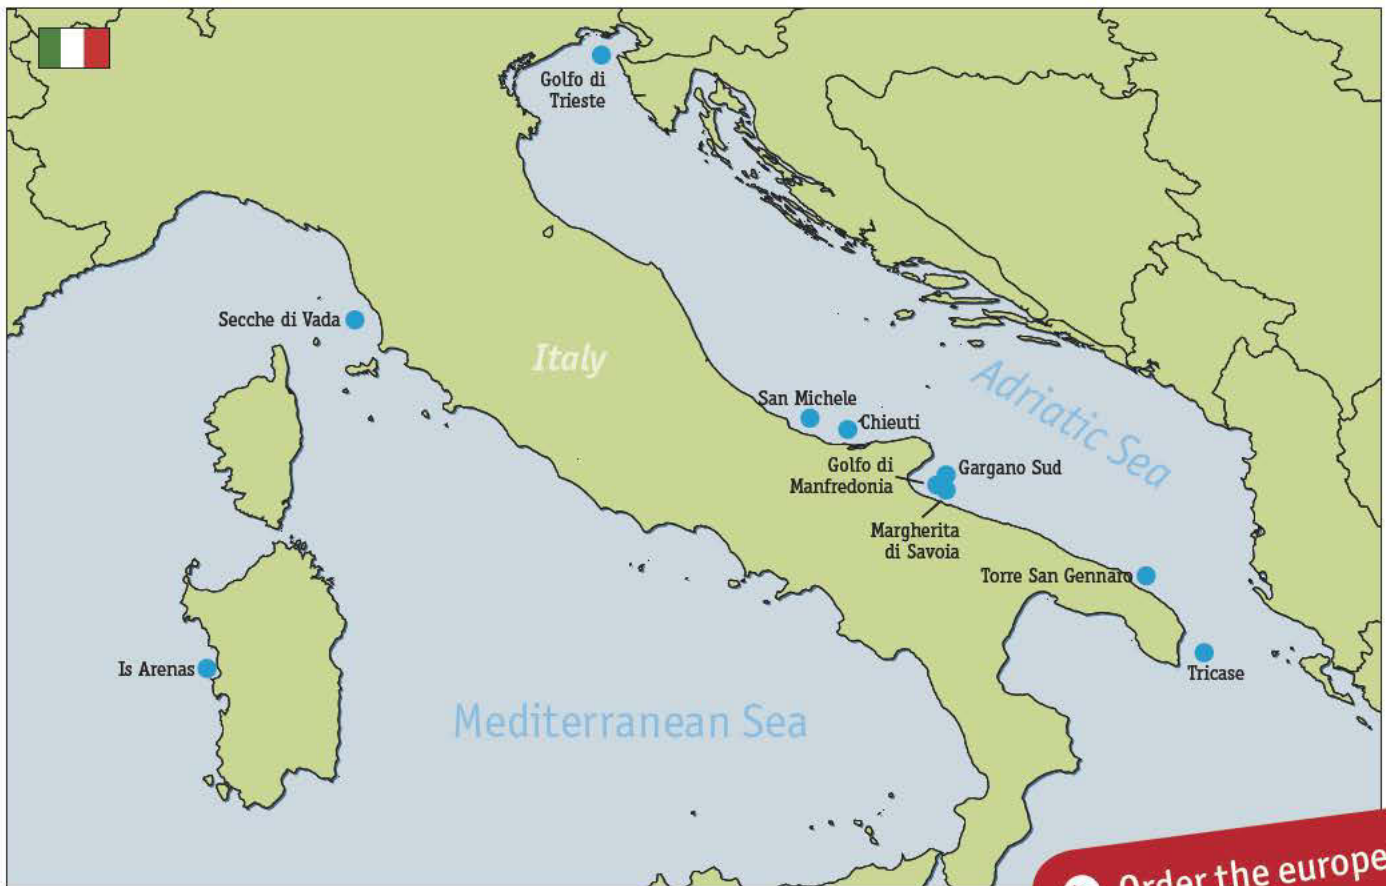 Golfo di
Trieste
Secche di Vada
Italy
Adriatic Sea
San Michele
Chieuti
Golfo di
Manfredonia
Gargano Sud
Margherita
di Savoia
Torre San Gennaro
Is Arenas
Tricase
Mediterranean Sea
Order the europe